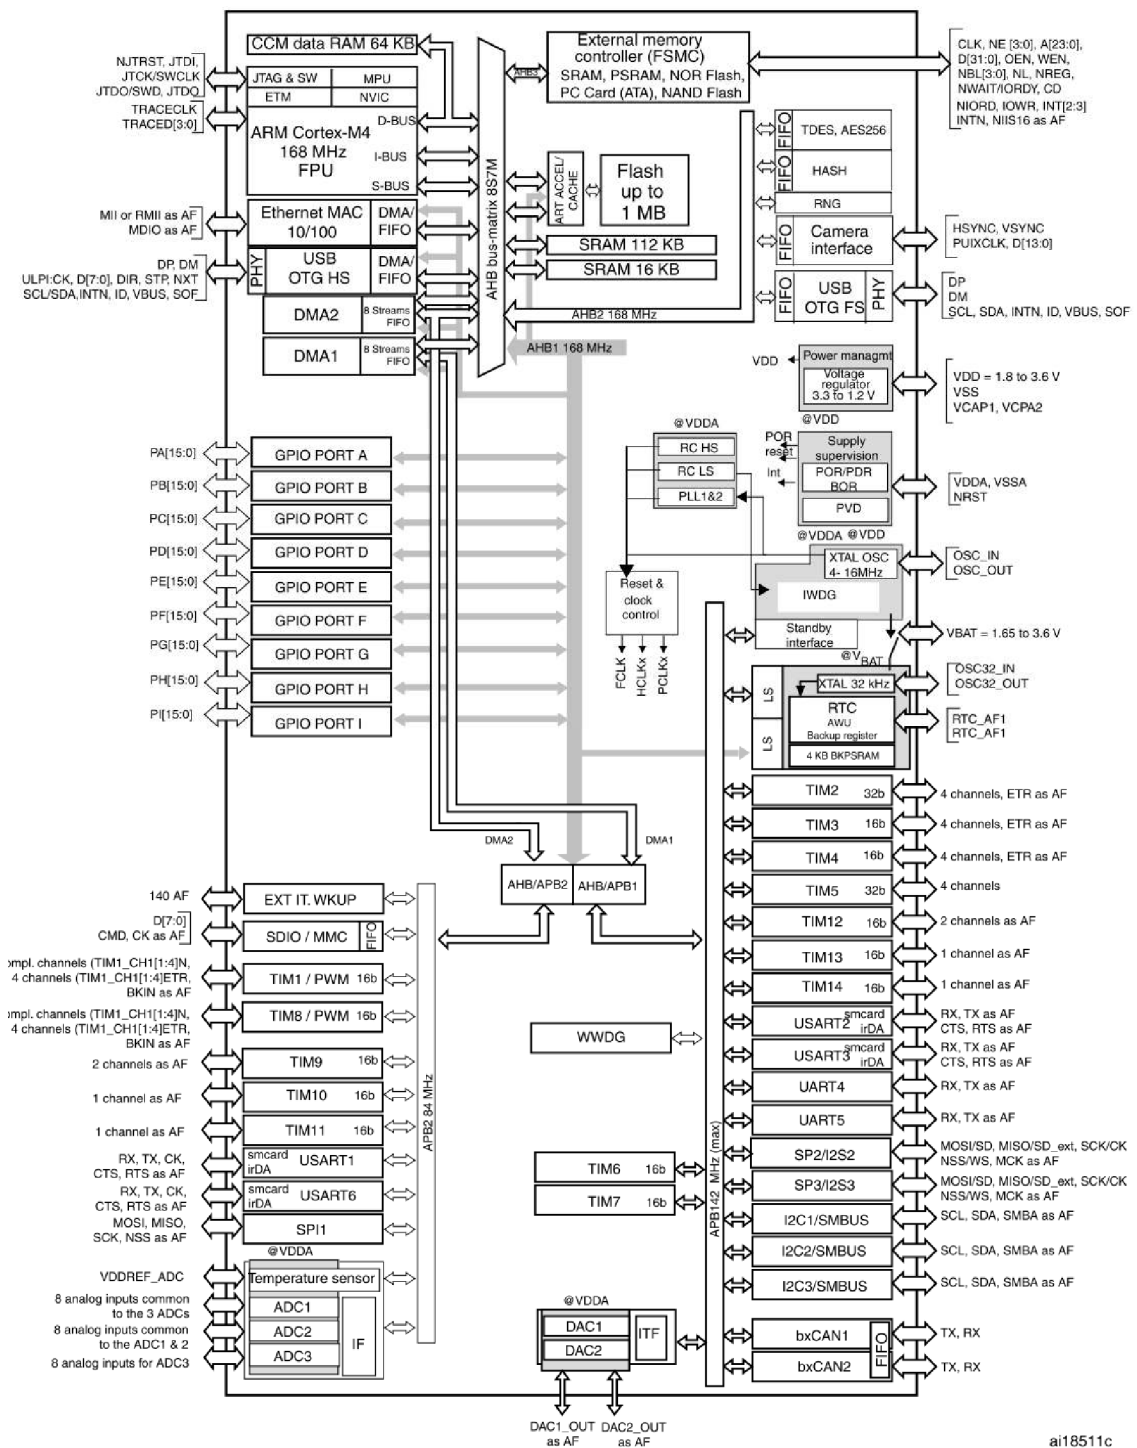 CCM data RAM 64 KB
NJTRST, JTDI,
JTCK/SWCLK
JTDO/SWD, JTDO
TRACECLK
TRACED[3:0]
JTAG & SW
MPU
ETM
NVIC
ARM Cortex-M4
168 MHz
FPU
D-BUS
I-BUS
S-BUS
MII or RMII as AF
MDIO as AF
Ethernet MAC
10/100
DMA/
FIFO
DP, DM
ULPI:CK, D[7:0], DIR, STP, NXT
SCL/SDA,INTN, ID, VBUS, SOF
PHY
USB
OTG HS
DMA/
FIFO
DMA2
8 Streams
FIFO
DMA1
8 Streams
FIFO
AHB bus-matrix 8S7M
AHB3
External memory
controller (FSMC)
SRAM, PSRAM, NOR Flash,
PC Card (ATA), NAND Flash
CLK, NE [3:0], A[23:0],
D[31:0], OEN, WEN,
NBL[3:0], NL, NREG,
NWAIT/IORDY, CD
NIORD, IOWR, INT[2:3]
INTN, NIIS16 as AF
ART ACCEL/
CACHE
Flash
up to
1 MB
SRAM 112 KB
SRAM 16 KB
AHB2 168 MHz
AHB1 168 MHz
FIFO
TDES, AES256
FIFO
HASH
RNG
FIFO
Camera
interface
HSYNC, VSYNC
PUIXCLK, D[13:0]
FIFO
USB
OTG FS
PHY
DP
DM
SCL, SDA, INTN, ID, VBUS, SOF
VDD
Power managmt
Voltage
regulator
3.3 to 1.2 V
@VDD
VDD = 1.8 to 3.6 V
VSS
VCAP1, VCPA2
@VDDA
RC HS
RC LS
PLL1&2
POR
reset
Int
Supply
supervision
POR/PDR
BOR
PVD
VDDA, VSSA
NRST
@VDDA @VDD
XTAL OSC
4- 16MHz
IWDG
OSC_IN
OSC_OUT
Reset &
clock
control
FCLK
HCLKx
PCLKx
Standby
interface
VBAT = 1.65 to 3.6 V
@VBAT
LS
LS
XTAL 32 kHz
RTC
AWU
Backup register
4 KB BKPSRAM
OSC32_IN
OSC32_OUT
RTC_AF1
RTC_AF1
PA[15:0]
GPIO PORT A
PB[15:0]
GPIO PORT B
PC[15:0]
GPIO PORT C
PD[15:0]
GPIO PORT D
PE[15:0]
GPIO PORT E
PF[15:0]
GPIO PORT F
PG[15:0]
GPIO PORT G
PH[15:0]
GPIO PORT H
PI[15:0]
GPIO PORT I
DMA2
DMA1
AHB/APB2
AHB/APB1
140 AF
EXT IT. WKUP
D[7:0]
CMD, CK as AF
SDIO / MMC
FIFO
ompl. channels (TIM1_CH1[1:4]N,
4 channels (TIM1_CH1[1:4]ETR,
BKIN as AF
TIM1 / PWM 16b
ompl. channels (TIM1_CH1[1:4]N,
4 channels (TIM1_CH1[1:4]ETR,
BKIN as AF
TIM8 / PWM 16b
2 channels as AF
TIM9 16b
1 channel as AF
TIM10 16b
1 channel as AF
TIM11 16b
RX, TX, CK,
CTS, RTS as AF
smcard
irDA
USART1
RX, TX, CK,
CTS, RTS as AF
smcard
irDA
USART6
MOSI, MISO,
SCK, NSS as AF
SPI1
APB2 84 MHz
@VDDA
VDDREF_ADC
Temperature sensor
8 analog inputs common
to the 3 ADCs
ADC1
8 analog inputs common
to the ADC1 & 2
ADC2
8 analog inputs for ADC3
ADC3
IF
WWDG
TIM6 16b
TIM7 16b
@VDDA
DAC1
DAC2
ITF
DAC1_OUT
as AF
DAC2_OUT
as AF
APB142 MHz (max)
TIM2 32b
4 channels, ETR as AF
TIM3 16b
4 channels, ETR as AF
TIM4 16b
4 channels, ETR as AF
TIM5 32b
4 channels
TIM12 16b
2 channels as AF
TIM13 16b
1 channel as AF
TIM14 16b
1 channel as AF
USART2
smcard
irDA
RX, TX as AF
CTS, RTS as AF
USART3
smcard
irDA
RX, TX as AF
CTS, RTS as AF
UART4
RX, TX as AF
UART5
RX, TX as AF
SP2/I2S2
MOSI/SD, MISO/SD_ext, SCK/CK
NSS/WS, MCK as AF
SP3/I2S3
MOSI/SD, MISO/SD_ext, SCK/CK
NSS/WS, MCK as AF
I2C1/SMBUS
SCL, SDA, SMBA as AF
I2C2/SMBUS
SCL, SDA, SMBA as AF
I2C3/SMBUS
SCL, SDA, SMBA as AF
bxCAN1
TX, RX
FIFO
bxCAN2
TX, RX
ai18511c